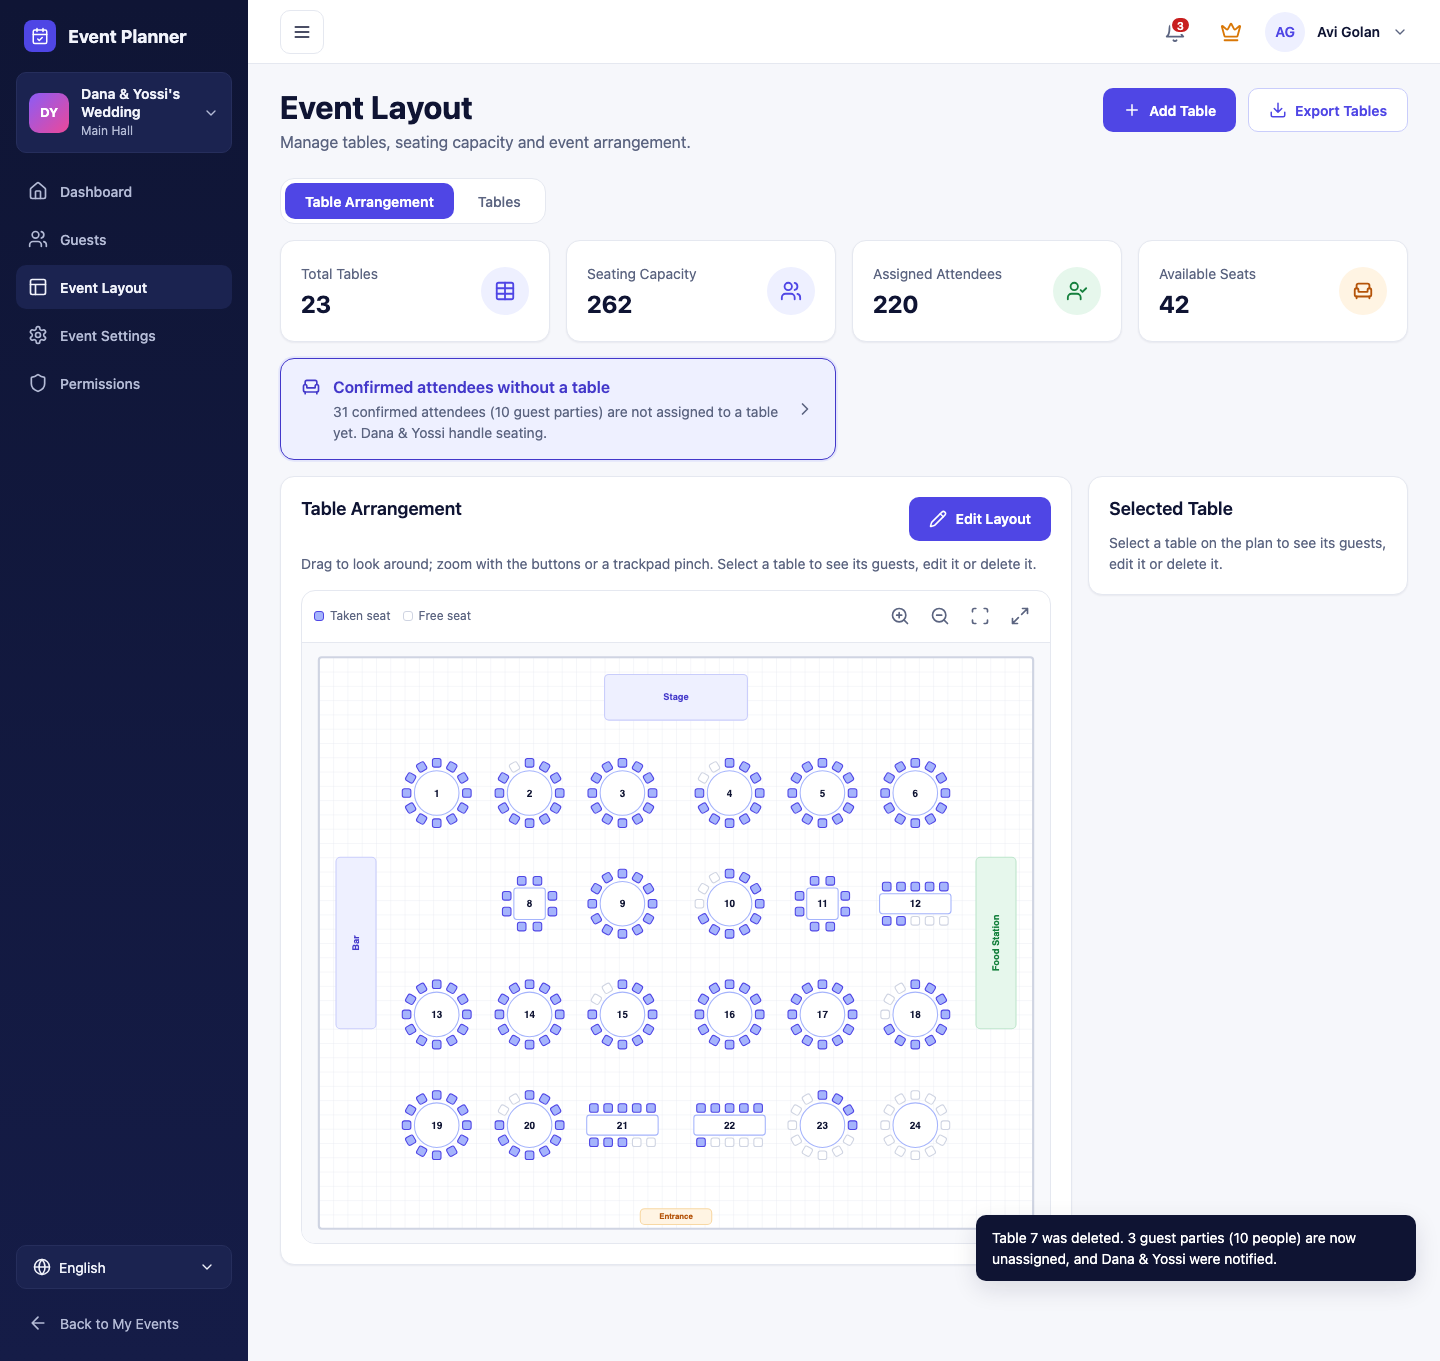 Event Planner
DY
Dana & Yossi's
Wedding
Main Hall
Dashboard
Guests
Event Layout
Event Settings
Permissions
English
Back to My Events
3
AG
Avi Golan
Event Layout
Manage tables, seating capacity and event arrangement.
Add Table
Export Tables
Table Arrangement
Tables
Total Tables
23
Seating Capacity
262
Assigned Attendees
220
Available Seats
42
Confirmed attendees without a table
31 confirmed attendees (10 guest parties) are not assigned to a table
yet. Dana & Yossi handle seating.
Table Arrangement
Edit Layout
Drag to look around; zoom with the buttons or a trackpad pinch. Select a table to see its guests, edit it or delete it.
Taken seat
Free seat
Stage
1 2 3 4 5 6
Bar
8 9 10 11 12
Food Station
13 14 15 16 17 18
19 20 21 22 23 24
Entrance
Selected Table
Select a table on the plan to see its guests,
edit it or delete it.
Table 7 was deleted. 3 guest parties (10 people) are now
unassigned, and Dana & Yossi were notified.